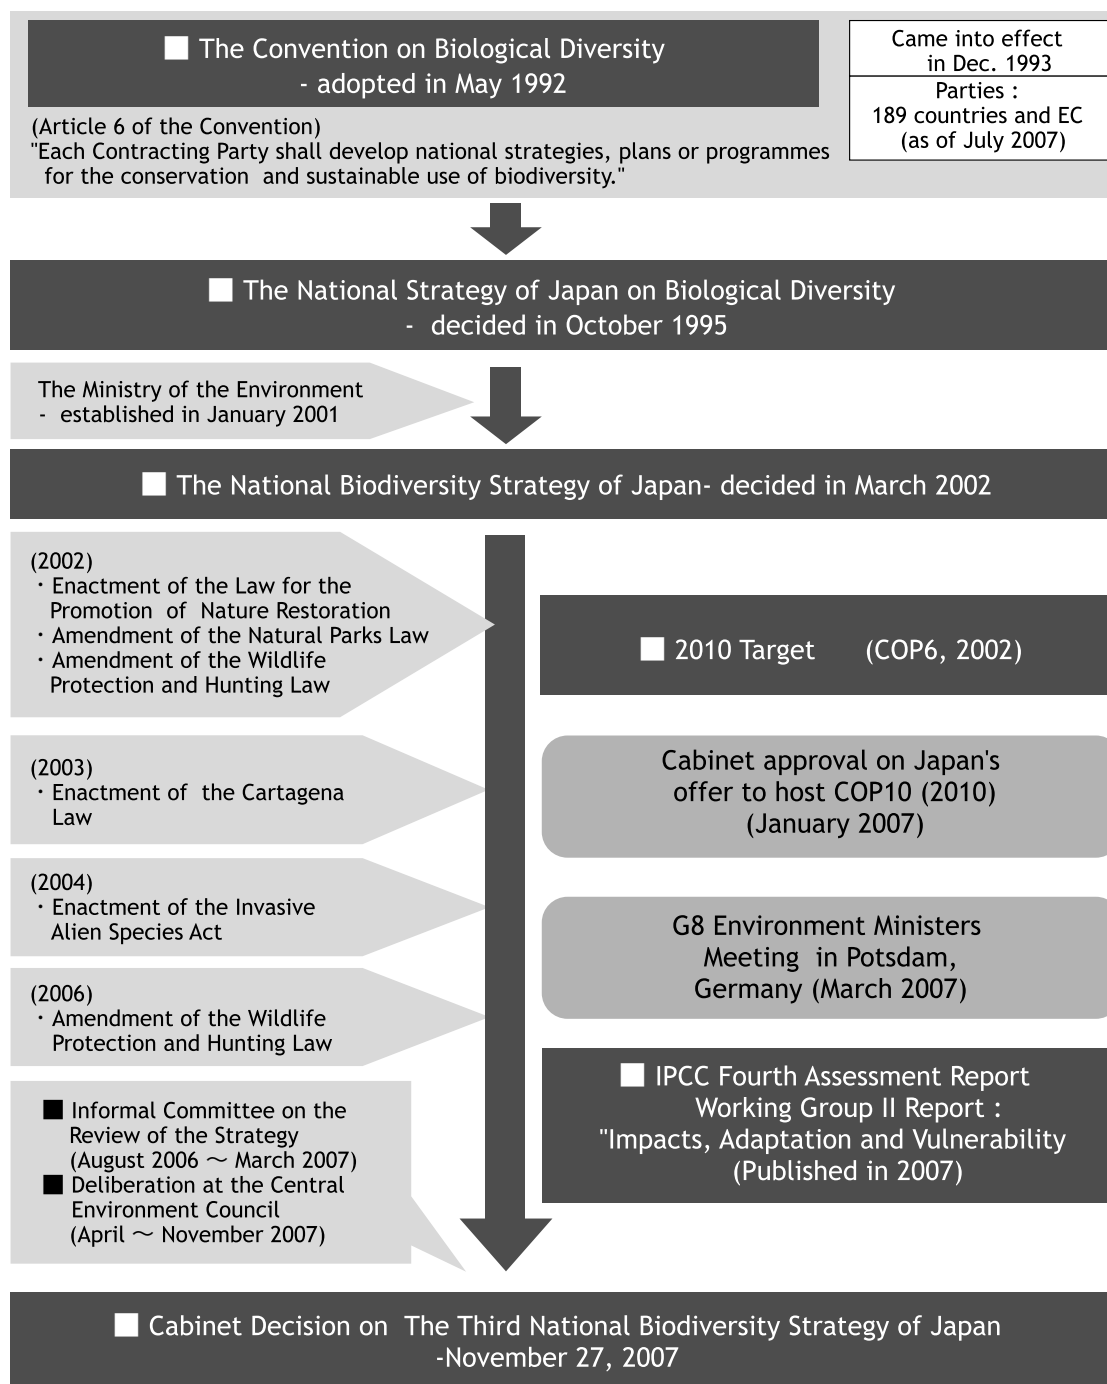 ■ The Convention on Biological Diversity
- adopted in May 1992
Came into effect
in Dec. 1993
Parties :
189 countries and EC
(as of July 2007)
(Article 6 of the Convention)
"Each Contracting Party shall develop national strategies, plans or programmes
for the conservation and sustainable use of biodiversity."
■ The National Strategy of Japan on Biological Diversity
- decided in October 1995
The Ministry of the Environment
- established in January 2001
■ The National Biodiversity Strategy of Japan- decided in March 2002
(2002)
・Enactment of the Law for the
Promotion of Nature Restoration
・Amendment of the Natural Parks Law
・Amendment of the Wildlife
Protection and Hunting Law
■ 2010 Target (COP6, 2002)
(2003)
・Enactment of the Cartagena
Law
Cabinet approval on Japan's
offer to host COP10 (2010)
(January 2007)
(2004)
・Enactment of the Invasive
Alien Species Act
G8 Environment Ministers
Meeting in Potsdam,
Germany (March 2007)
(2006)
・Amendment of the Wildlife
Protection and Hunting Law
■ IPCC Fourth Assessment Report
Working Group II Report :
"Impacts, Adaptation and Vulnerability
(Published in 2007)
■ Informal Committee on the
Review of the Strategy
(August 2006 ～ March 2007)
■ Deliberation at the Central
Environment Council
(April ～ November 2007)
■ Cabinet Decision on The Third National Biodiversity Strategy of Japan
-November 27, 2007